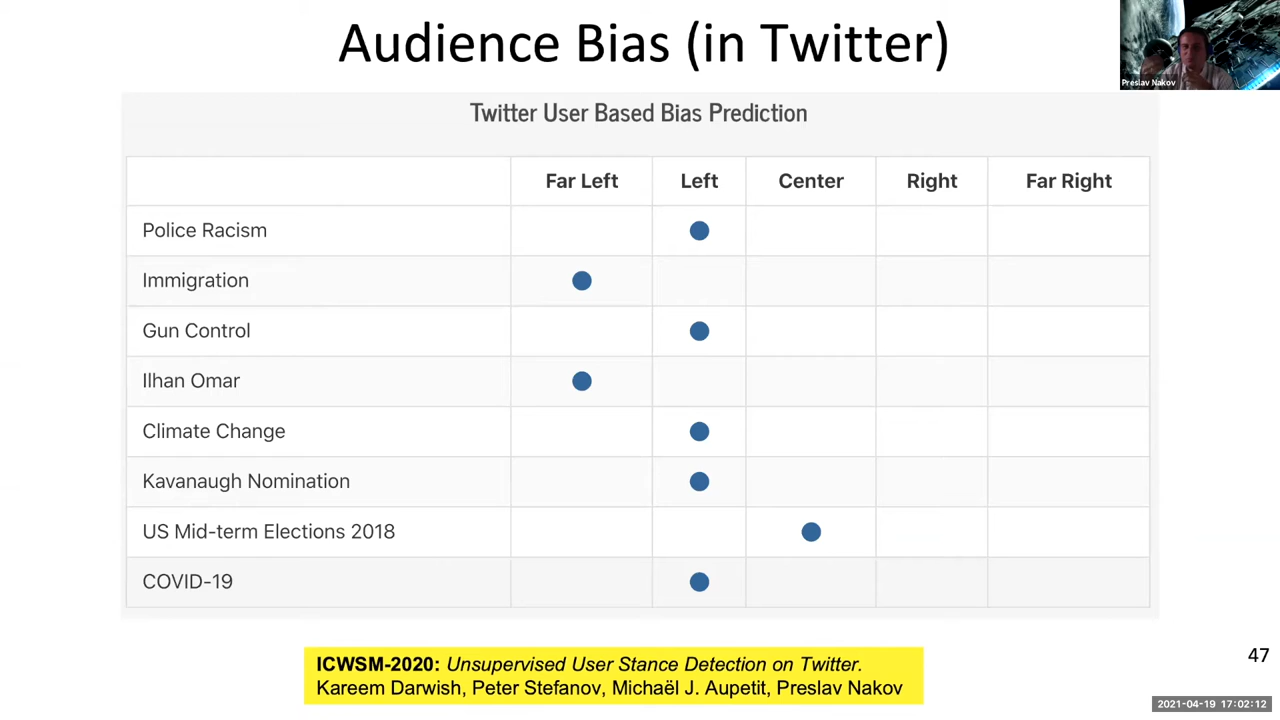 Audience Bias (in Twitter)
Preslav Nakov
Twitter User Based Bias Prediction
Far Left Left Center Right Far Right
Police Racism
Immigration
Gun Control
Ilhan Omar
Climate Change
Kavanaugh Nomination
US Mid-term Elections 2018
COVID-19
ICWSM-2020: Unsupervised User Stance Detection on Twitter.
Kareem Darwish, Peter Stefanov, Michaël J. Aupetit, Preslav Nakov
47
2021-04-19 17:02:12